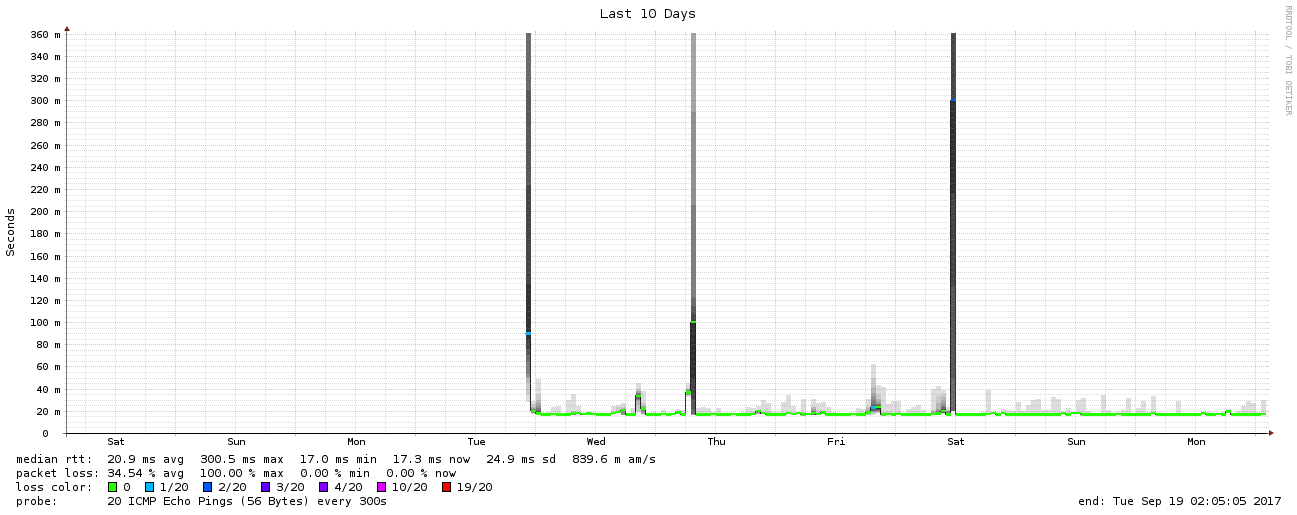 Last 10 Days
RRDTOOL / TOBI OETIKER
Seconds
360 m
340 m
320 m
300 m
280 m
260 m
240 m
220 m
200 m
180 m
160 m
140 m
120 m
100 m
80 m
60 m
40 m
20 m
0
Sat Sun Mon Tue Wed Thu Fri Sat Sun Mon
median rtt: 20.9 ms avg 300.5 ms max 17.0 ms min 17.3 ms now 24.9 ms sd 839.6 m am/s
packet loss: 34.54 % avg 100.00 % max 0.00 % min 0.00 % now
loss color: 0 1/20 2/20 3/20 4/20 10/20 19/20
probe: 20 ICMP Echo Pings (56 Bytes) every 300s end: Tue Sep 19 02:05:05 2017